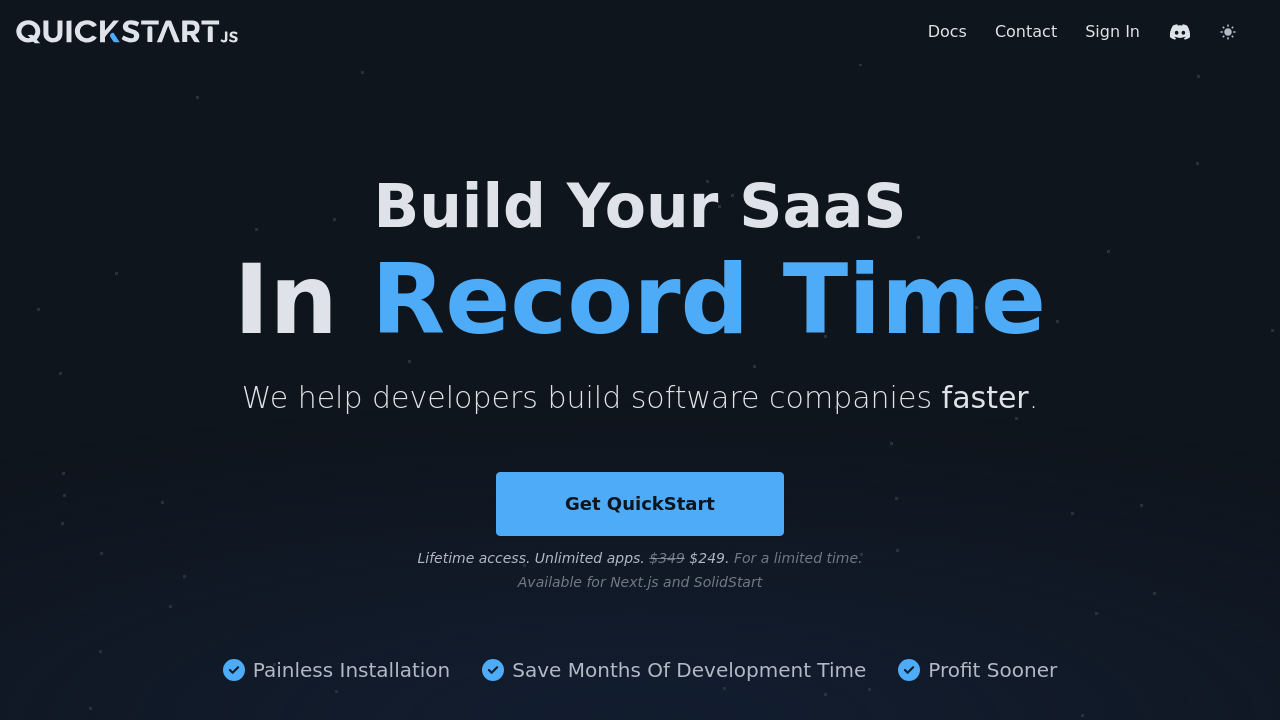 QUICKSTART JS
Docs
Contact
Sign In
Build Your SaaS
In Record Time
We help developers build software companies faster.
Get QuickStart
Lifetime access. Unlimited apps. $349 $249. For a limited time.
Available for Next.js and SolidStart
Painless Installation
Save Months Of Development Time
Profit Sooner